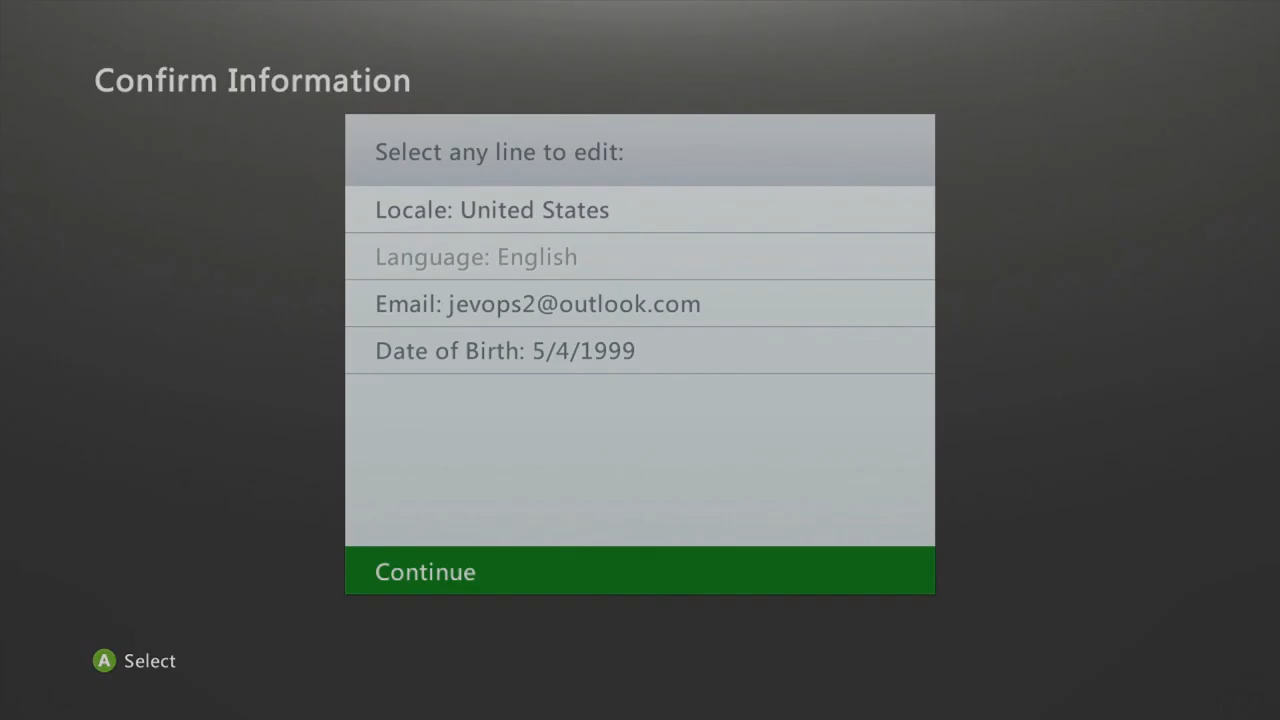 Confirm Information
Select any line to edit:
Locale: United States
Language: English
Email: jevops2@outlook.com
Date of Birth: 5/4/1999
Continue
A Select